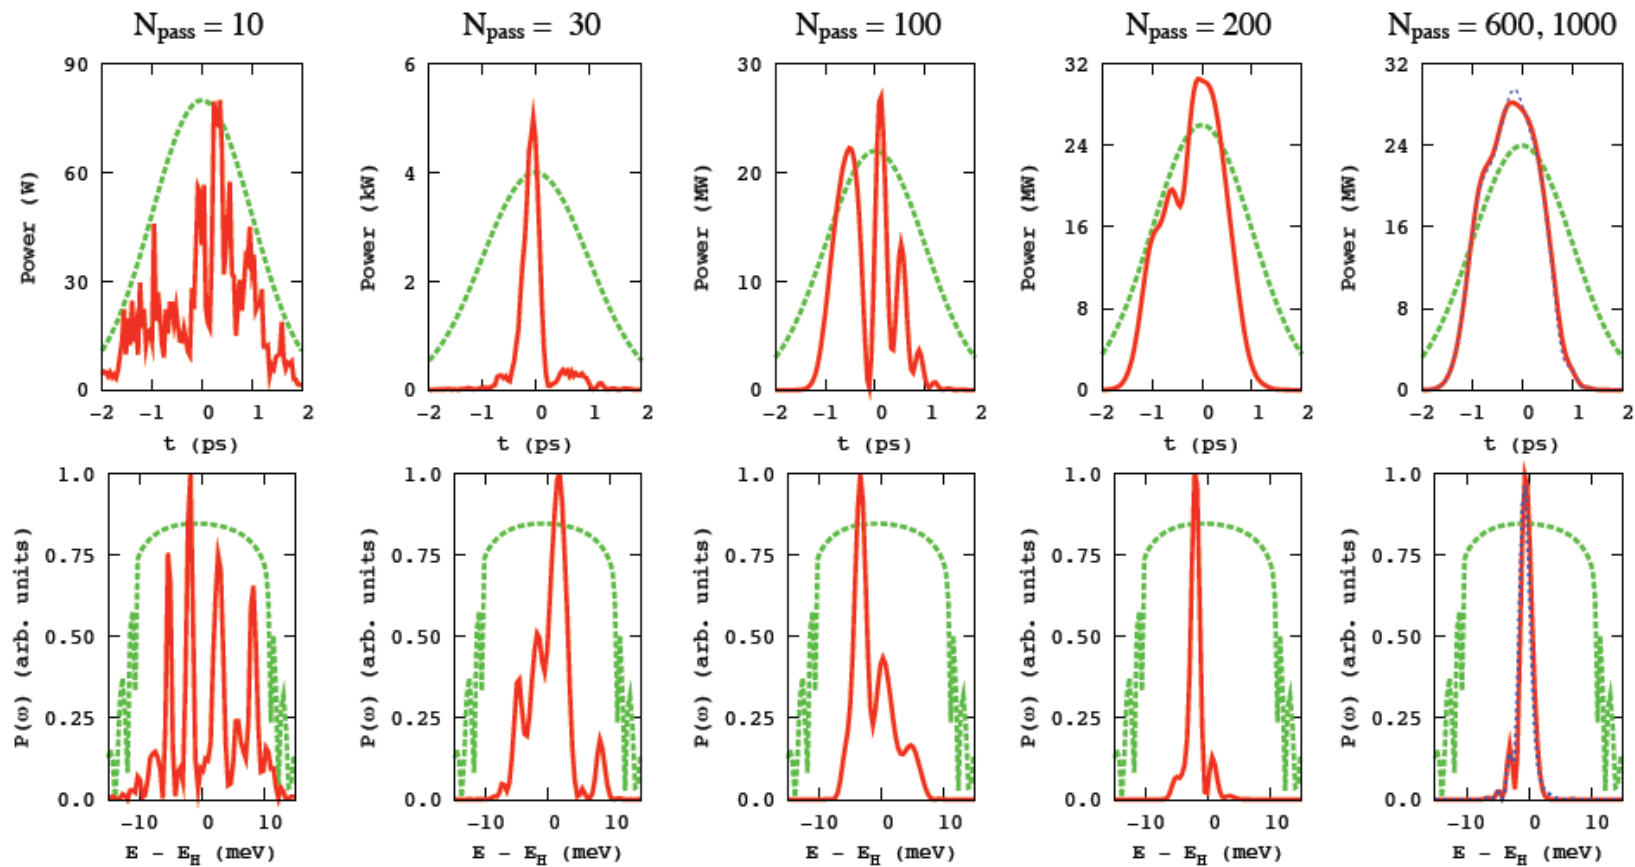 N_pass = 10
N_pass = 30
N_pass = 100
N_pass = 200
N_pass = 600, 1000
90
60
30
0
Power (W)
-2 -1 0 1 2
t (ps)
6
4
2
0
Power (kW)
-2 -1 0 1 2
t (ps)
30
20
10
0
Power (MW)
-2 -1 0 1 2
t (ps)
32
24
16
8
0
Power (MW)
-2 -1 0 1 2
t (ps)
32
24
16
8
0
Power (MW)
-2 -1 0 1 2
t (ps)
1.0
0.75
0.50
0.25
0.0
P(ω) (arb. units)
-10 0 10
E - E_H (meV)
1.0
0.75
0.50
0.25
0.0
P(ω) (arb. units)
-10 0 10
E - E_H (meV)
1.0
0.75
0.50
0.25
0.0
P(ω) (arb. units)
-10 0 10
E - E_H (meV)
1.0
0.75
0.50
0.25
0.0
P(ω) (arb. units)
-10 0 10
E - E_H (meV)
1.0
0.75
0.50
0.25
0.0
P(ω) (arb. units)
-10 0 10
E - E_H (meV)